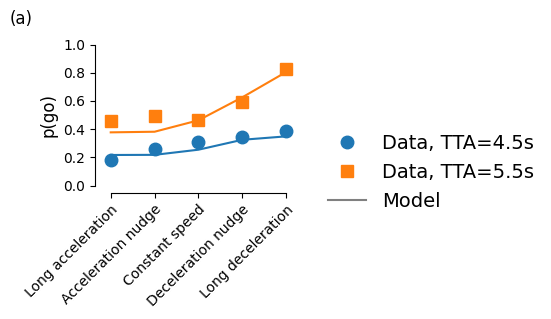 (a)
p(go)
1.0
0.8
0.6
0.4
0.2
0.0
Long acceleration
Acceleration nudge
Constant speed
Deceleration nudge
Long deceleration
Data, TTA=4.5s
Data, TTA=5.5s
Model